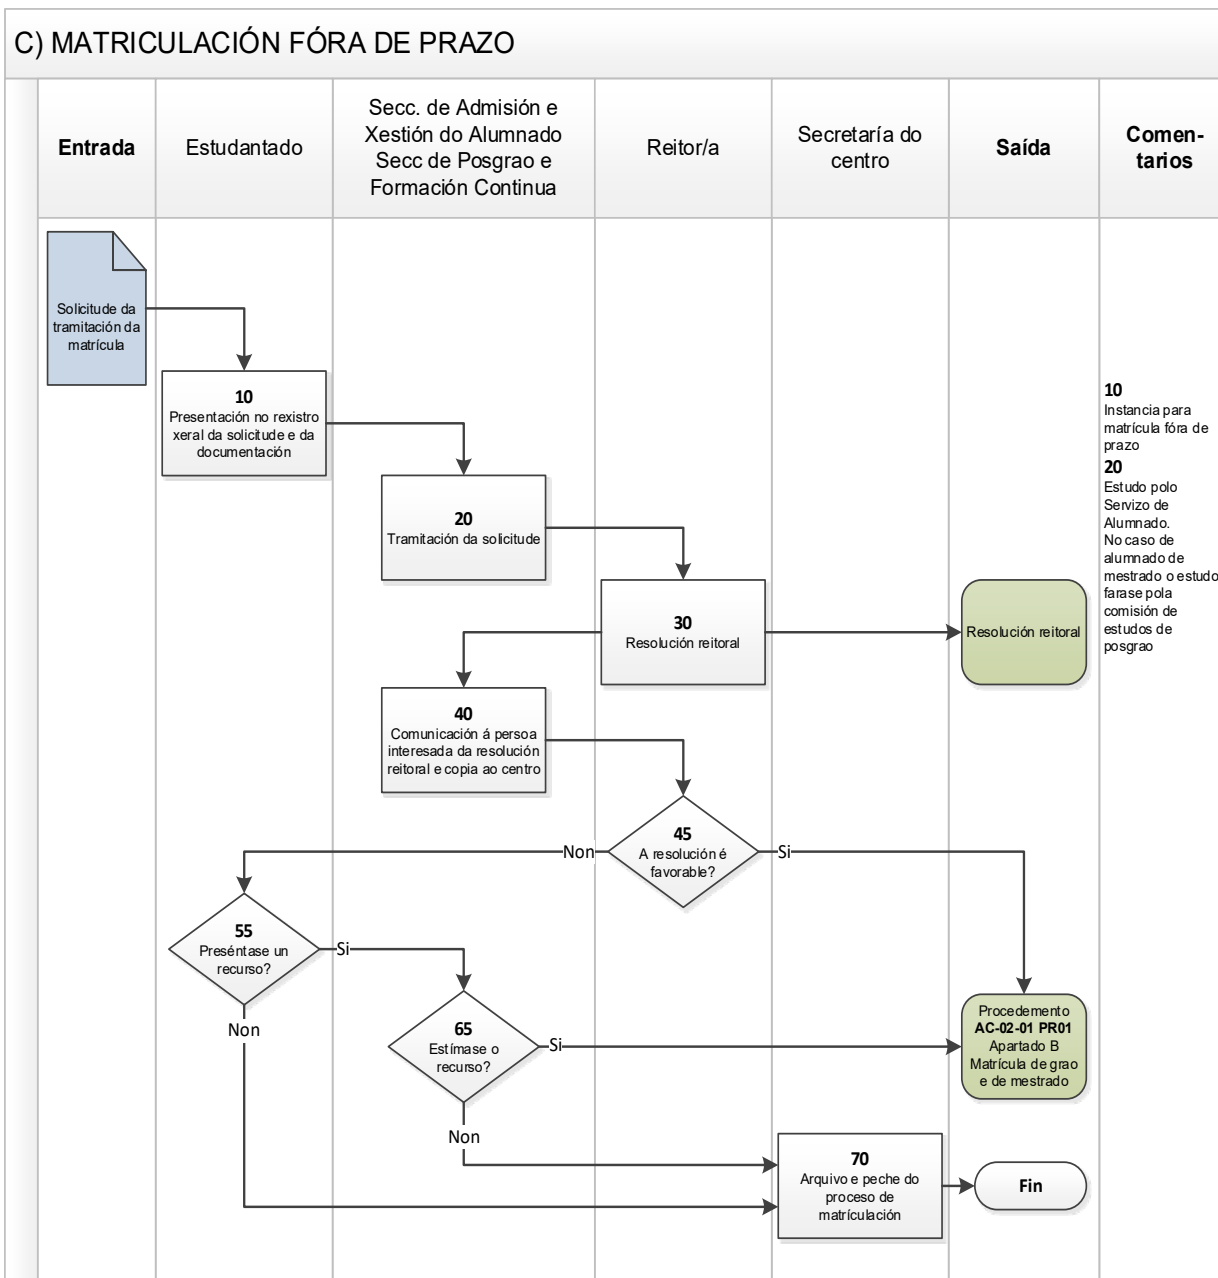 C) MATRICULACIÓN FÓRA DE PRAZO
Entrada
Estudantado
Secc. de Admisión e
Xestión do Alumnado
Secc de Posgrao e
Formación Continua
Reitor/a
Secretaría do
centro
Saída
Comen-
tarios
Solicitude da
tramitación da
matrícula
10
Presentación no rexistro
xeral da solicitude e da
documentación
20
Tramitación da solicitude
30
Resolución reitoral
Resolución reitoral
10
Instancia para
matrícula fóra de
prazo
20
Estudo polo
Servizo de
Alumnado.
No caso de
alumnado de
mestrado o estudo
farase pola
comisión de
estudos de
posgrao
40
Comunicación á persoa
interesada da resolución
reitoral e copia ao centro
45
A resolución é
favorable?
Non
Si
55
Preséntase un
recurso?
Si
Non
65
Estímase o
recurso?
Si
Non
Procedemento
AC-02-01 PR01
Apartado B
Matrícula de grao
e de mestrado
70
Arquivo e peche do
proceso de
matrículación
Fin